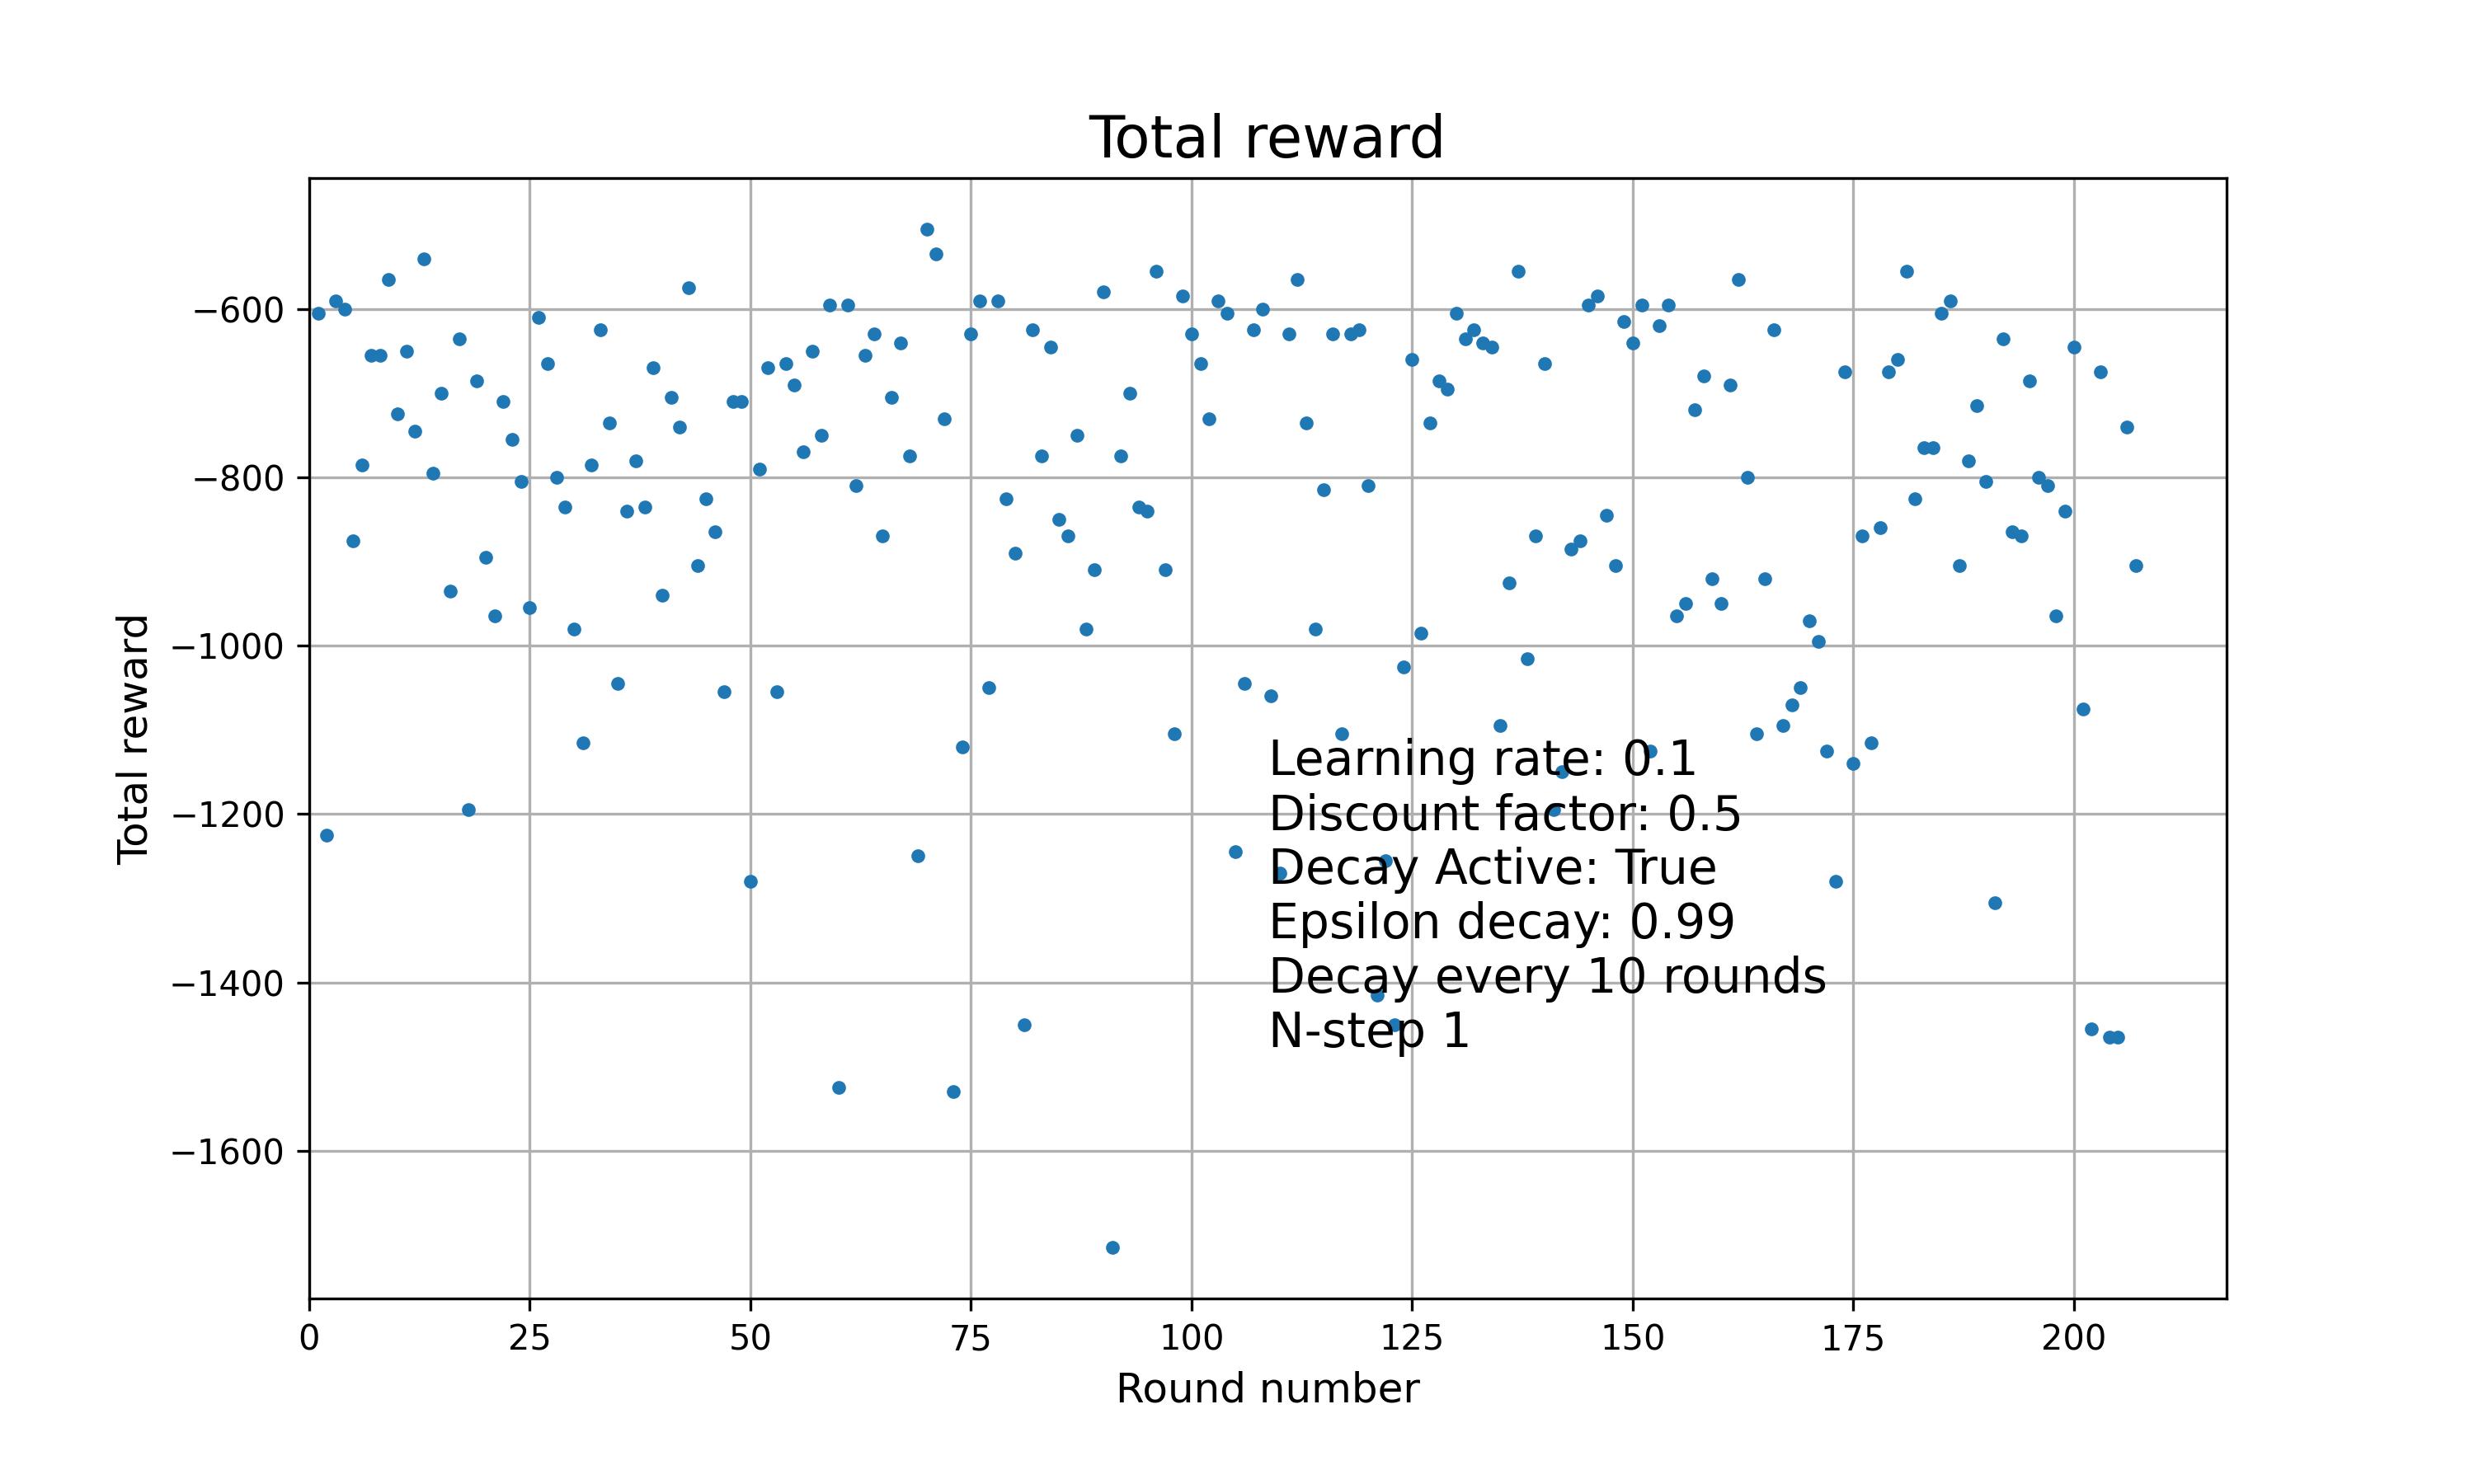 Total reward
−600
−800
−1000
−1200
−1400
−1600
Total reward
Learning rate: 0.1
Discount factor: 0.5
Decay Active: True
Epsilon decay: 0.99
Decay every 10 rounds
N-step 1
0 25 50 75 100 125 150 175 200
Round number